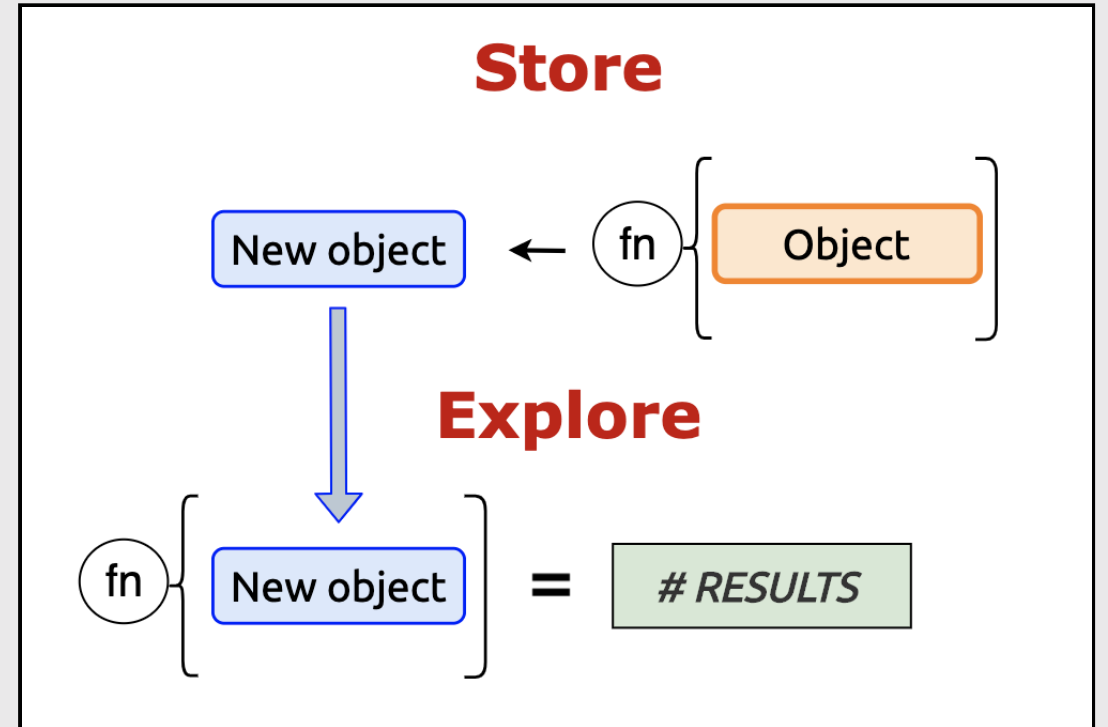 Store
New object
fn
Object
Explore
fn
New object
=
# RESULTS